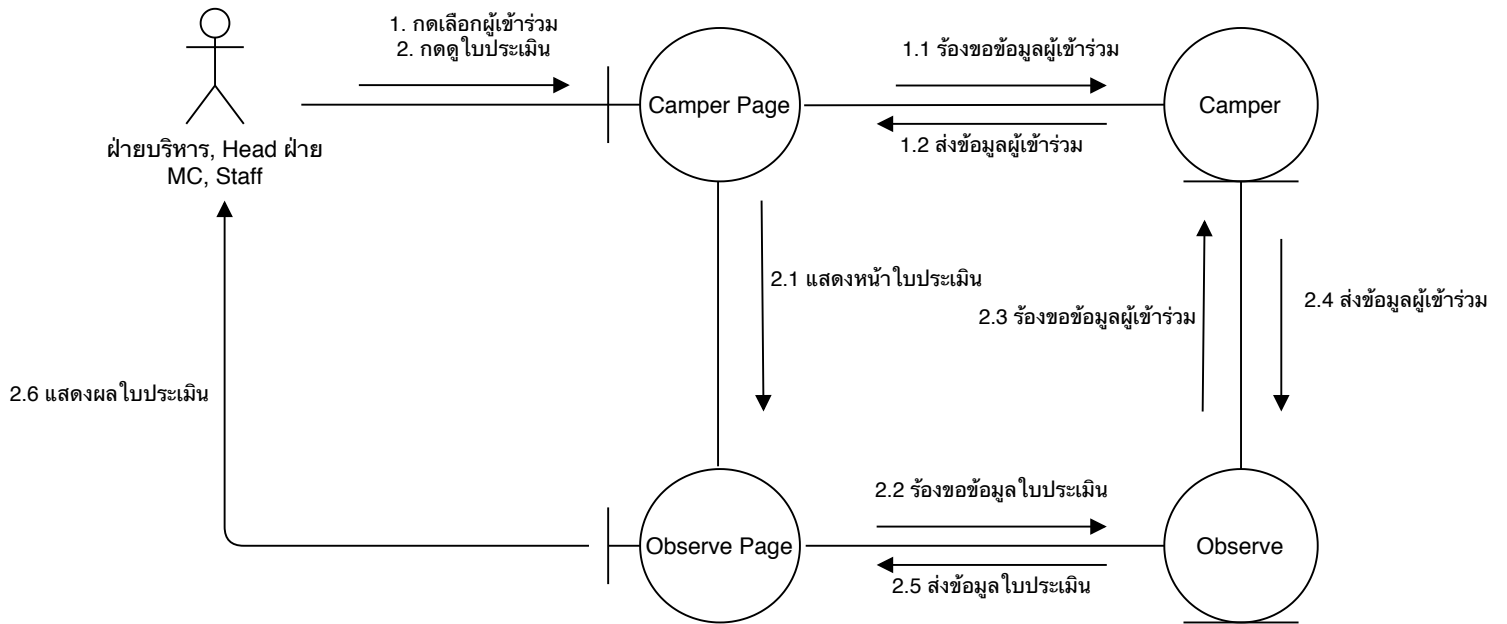 1. กดเลือกผู้เข้าร่วม
2. กดดูใบประเมิน
1.1 ร้องขอข้อมูลผู้เข้าร่วม
Camper Page
Camper
1.2 ส่งข้อมูลผู้เข้าร่วม
ฝ่ายบริหาร, Head ฝ่าย
MC, Staff
2.1 แสดงหน้าใบประเมิน
2.3 ร้องขอข้อมูลผู้เข้าร่วม
2.4 ส่งข้อมูลผู้เข้าร่วม
2.6 แสดงผลใบประเมิน
2.2 ร้องขอข้อมูลใบประเมิน
Observe Page
Observe
2.5 ส่งข้อมูลใบประเมิน